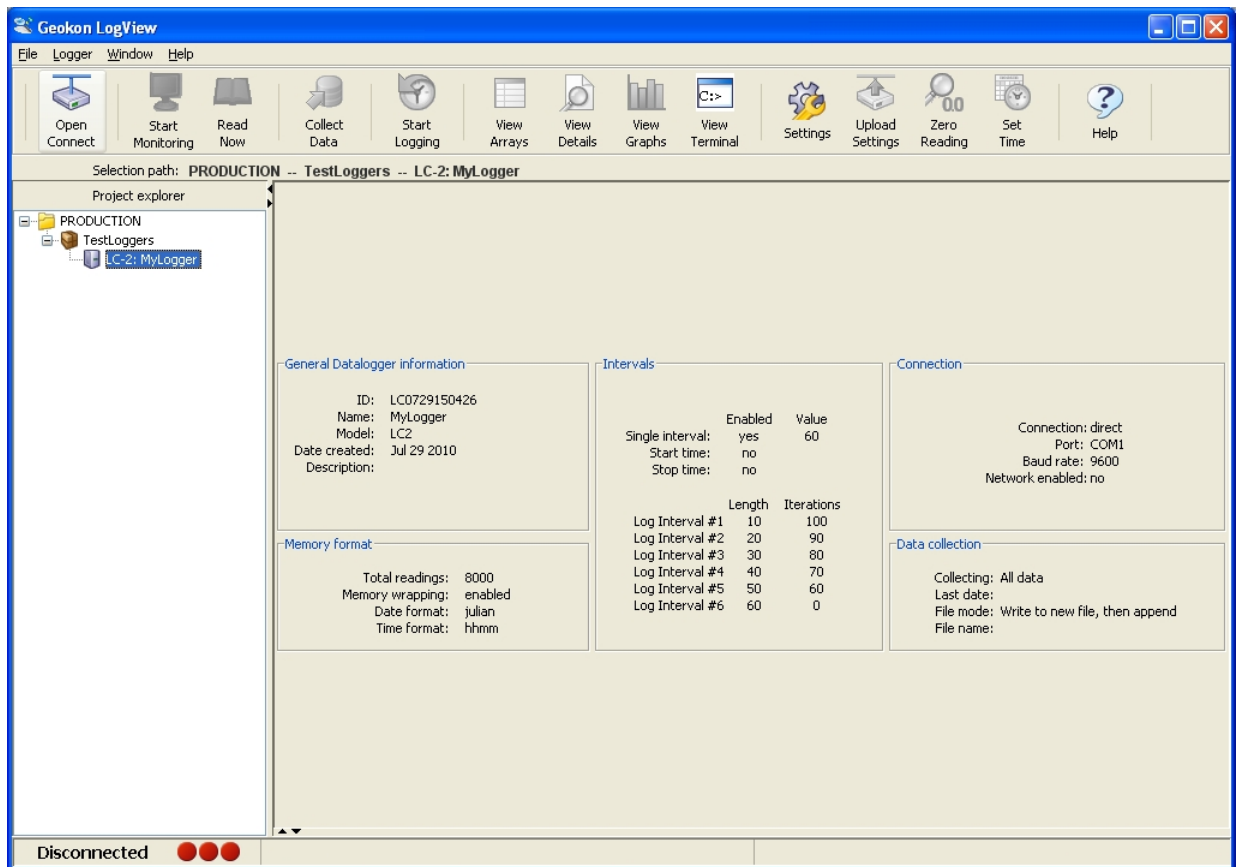 Geokon LogView
File Logger Window Help
Open Connect
Start Monitoring
Read Now
Collect Data
Start Logging
View Arrays
View Details
View Graphs
C:>
View Terminal
Settings
Upload Settings
0.0
Zero Reading
Set Time
?
Help
Selection path: PRODUCTION -- TestLoggers -- LC-2: MyLogger
Project explorer
PRODUCTION
TestLoggers
LC-2: MyLogger
General Datalogger information
ID: LC0729150426
Name: MyLogger
Model: LC2
Date created: Jul 29 2010
Description:
Memory format
Total readings: 8000
Memory wrapping: enabled
Date format: julian
Time format: hhmm
Intervals
Enabled Value
Single interval: yes 60
Start time: no
Stop time: no
Length Iterations
Log Interval #1 10 100
Log Interval #2 20 90
Log Interval #3 30 80
Log Interval #4 40 70
Log Interval #5 50 60
Log Interval #6 60 0
Connection
Connection: direct
Port: COM1
Baud rate: 9600
Network enabled: no
Data collection
Collecting: All data
Last date:
File mode: Write to new file, then append
File name:
Disconnected